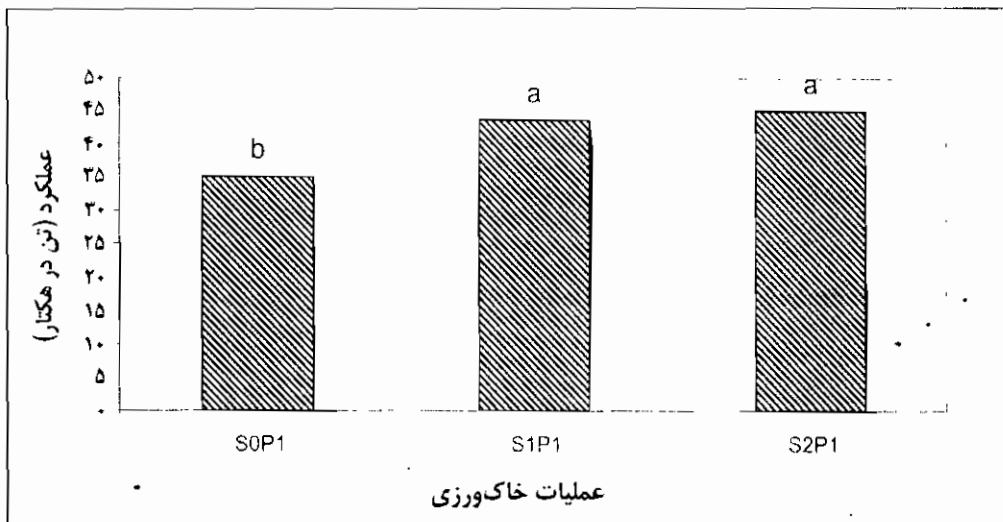 ۵۰
۴۵
۴۰
۳۵
۳۰
۲۵
۲۰
۱۵
۱۰
۵
۰
عملکرد (تن در هکتار)
b
a
a
S0P1
S1P1
S2P1
عملیات خاک‌ورزی